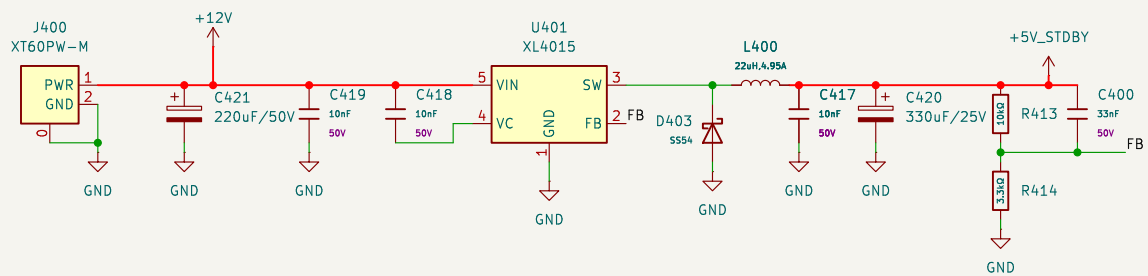 J400
XT60PW-M
PWR 1
GND 2
0
GND
+12V
C421
220uF/50V
GND
C419
10nF
50V
GND
C418
10nF
50V
U401
XL4015
5 VIN
4 VC
SW 3
FB 2 FB
GND
1
GND
D403
SS54
GND
L400
22uH,4.95A
C417
10nF
50V
GND
C420
330uF/25V
GND
+5V_STDBY
10kΩ R413
C400
33nF
50V
FB
3.3kΩ R414
GND